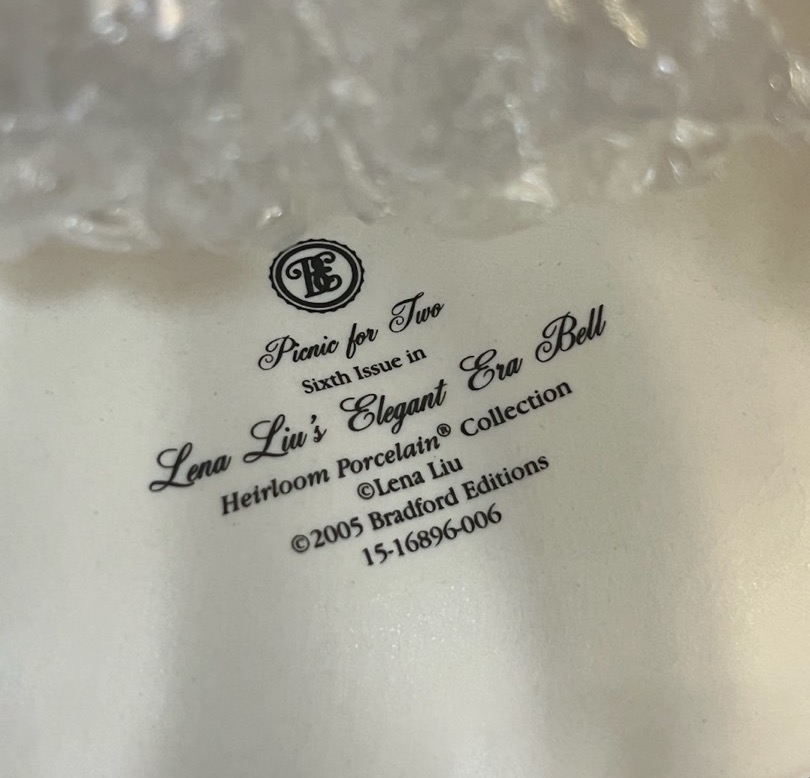 BE
Picnic for Two
Sixth Issue in
Lena Liu's Elegant Era Bell
Heirloom Porcelain® Collection
©Lena Liu
©2005 Bradford Editions
15-16896-006